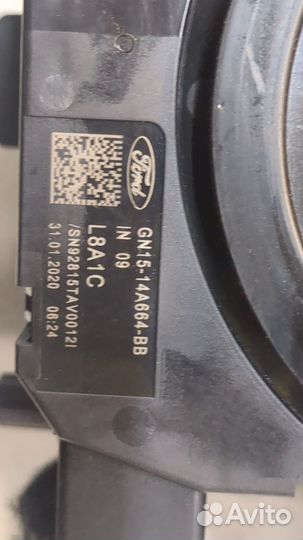 Ford
GN15-14A664-BB
IN 09
L8A1C
/SN92815TAV0012I
31.01.2020 06:24
Avito